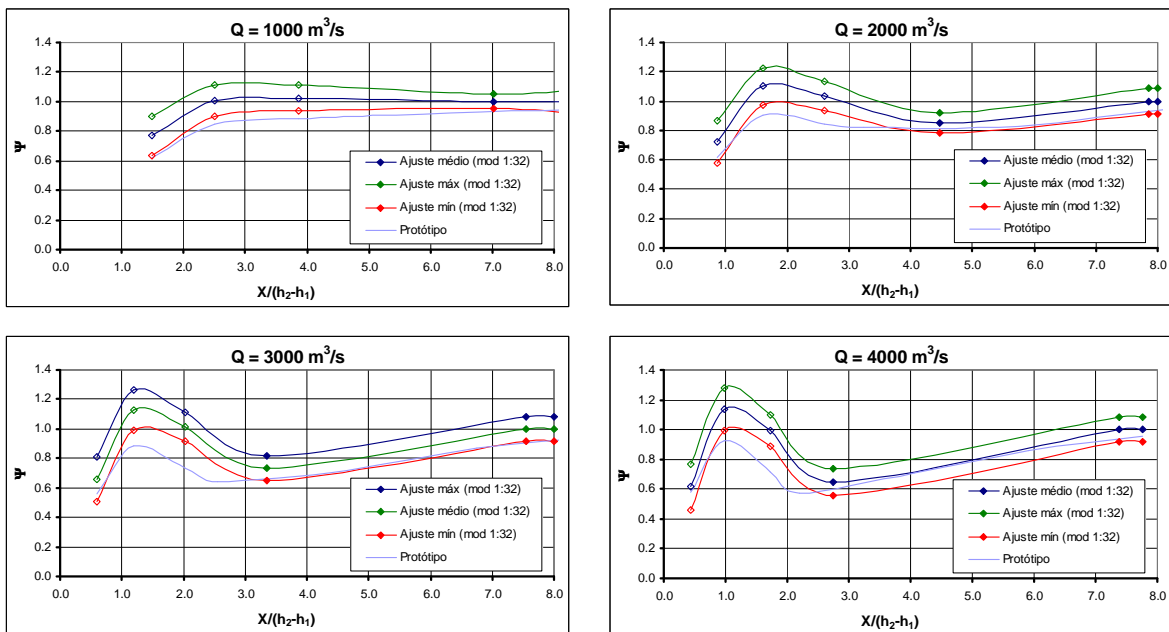 Q = 1000 m³/s
1.4
1.2
1.0
0.8
0.6
0.4
0.2
0.0
Ψ
Ajuste médio (mod 1:32)
Ajuste máx (mod 1:32)
Ajuste mín (mod 1:32)
Protótipo
0.0 1.0 2.0 3.0 4.0 5.0 6.0 7.0 8.0
X/(h₂-h₁)
Q = 2000 m³/s
1.4
1.2
1.0
0.8
0.6
0.4
0.2
0.0
Ψ
Ajuste médio (mod 1:32)
Ajuste máx (mod 1:32)
Ajuste mín (mod 1:32)
Protótipo
0.0 1.0 2.0 3.0 4.0 5.0 6.0 7.0 8.0
X/(h₂-h₁)
Q = 3000 m³/s
1.4
1.2
1.0
0.8
0.6
0.4
0.2
0.0
Ψ
Ajuste máx (mod 1:32)
Ajuste médio (mod 1:32)
Ajuste mín (mod 1:32)
Protótipo
0.0 1.0 2.0 3.0 4.0 5.0 6.0 7.0 8.0
X/(h₂-h₁)
Q = 4000 m³/s
1.4
1.2
1.0
0.8
0.6
0.4
0.2
0.0
Ψ
Ajuste médio (mod 1:32)
Ajuste máx (mod 1:32)
Ajuste mín (mod 1:32)
Protótipo
0.0 1.0 2.0 3.0 4.0 5.0 6.0 7.0 8.0
X/(h₂-h₁)